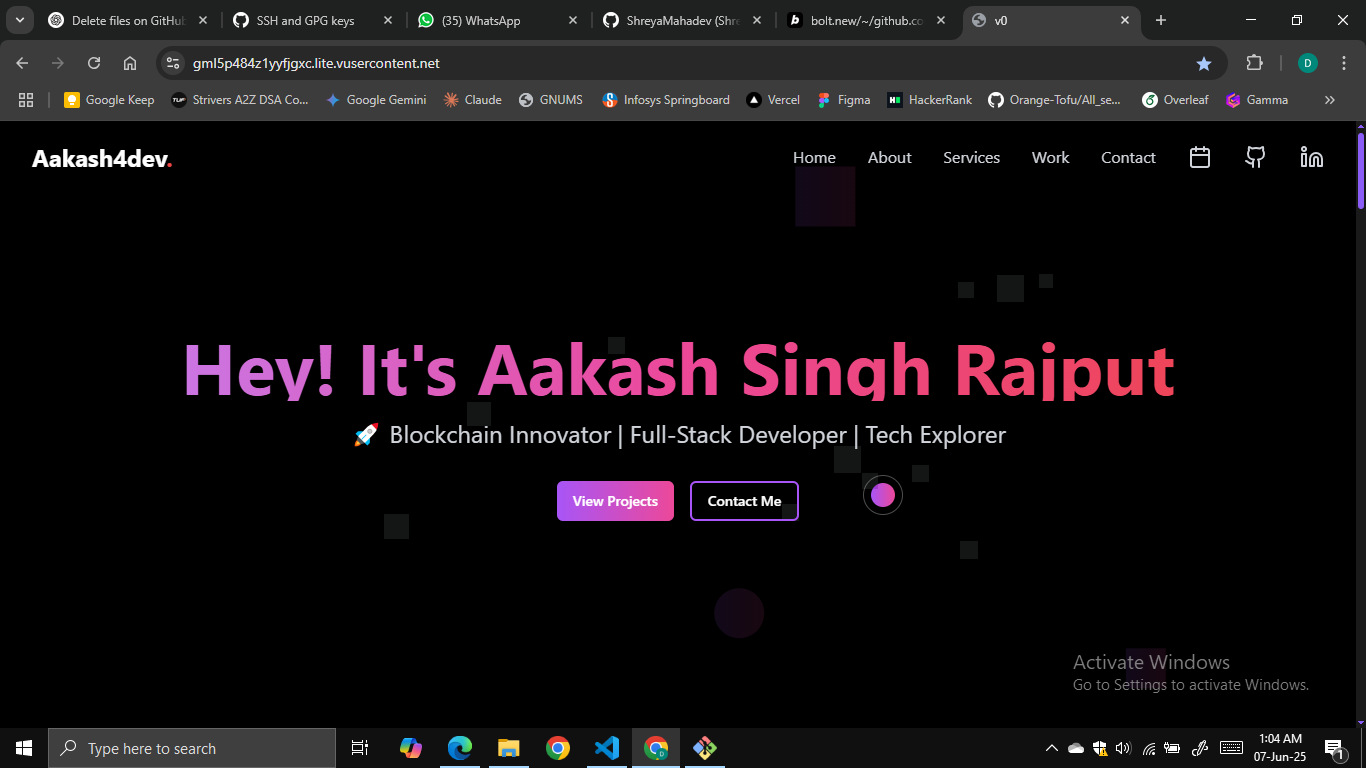 Delete files on GitHub
SSH and GPG keys
(35) WhatsApp
ShreyaMahadev (Shre
bolt.new/~/github.co
v0
gml5p484z1yyfjgxc.lite.vusercontent.net
D
Google Keep
TUF
Strivers A2Z DSA Co...
Google Gemini
Claude
GNUMS
Infosys Springboard
Vercel
Figma
HackerRank
Orange-Tofu/All_se...
Overleaf
Gamma
Aakash4dev.
Home
About
Services
Work
Contact
Hey! It's Aakash Singh Rajput
🚀 Blockchain Innovator | Full-Stack Developer | Tech Explorer
View Projects
Contact Me
Activate Windows
Go to Settings to activate Windows.
Type here to search
1:04 AM
07-Jun-25
1